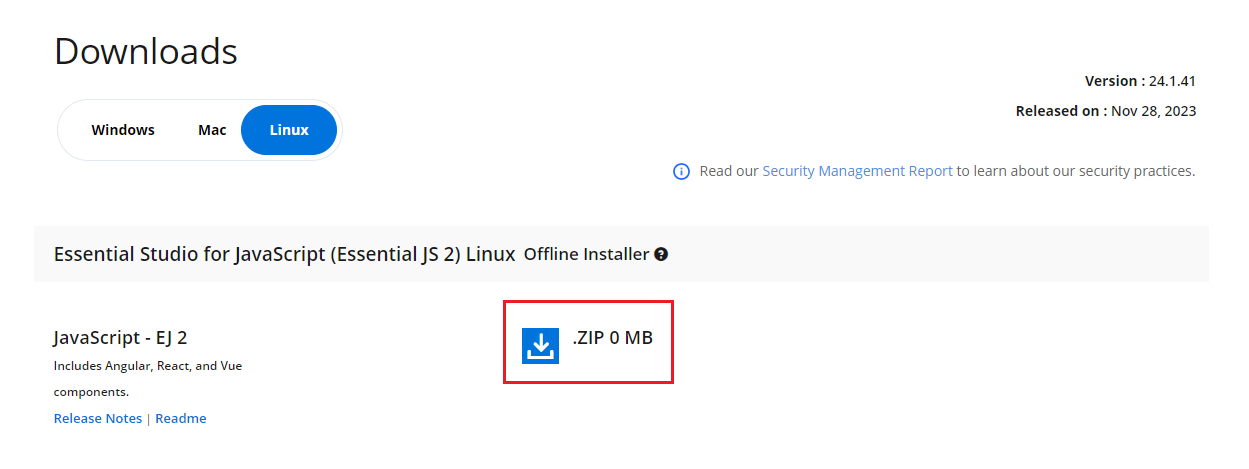 Downloads
Version : 24.1.41
Windows Mac Linux
Released on : Nov 28, 2023
Read our Security Management Report to learn about our security practices.
Essential Studio for JavaScript (Essential JS 2) Linux Offline Installer ?
JavaScript - EJ 2
.ZIP 0 MB
Includes Angular, React, and Vue
components.
Release Notes | Readme